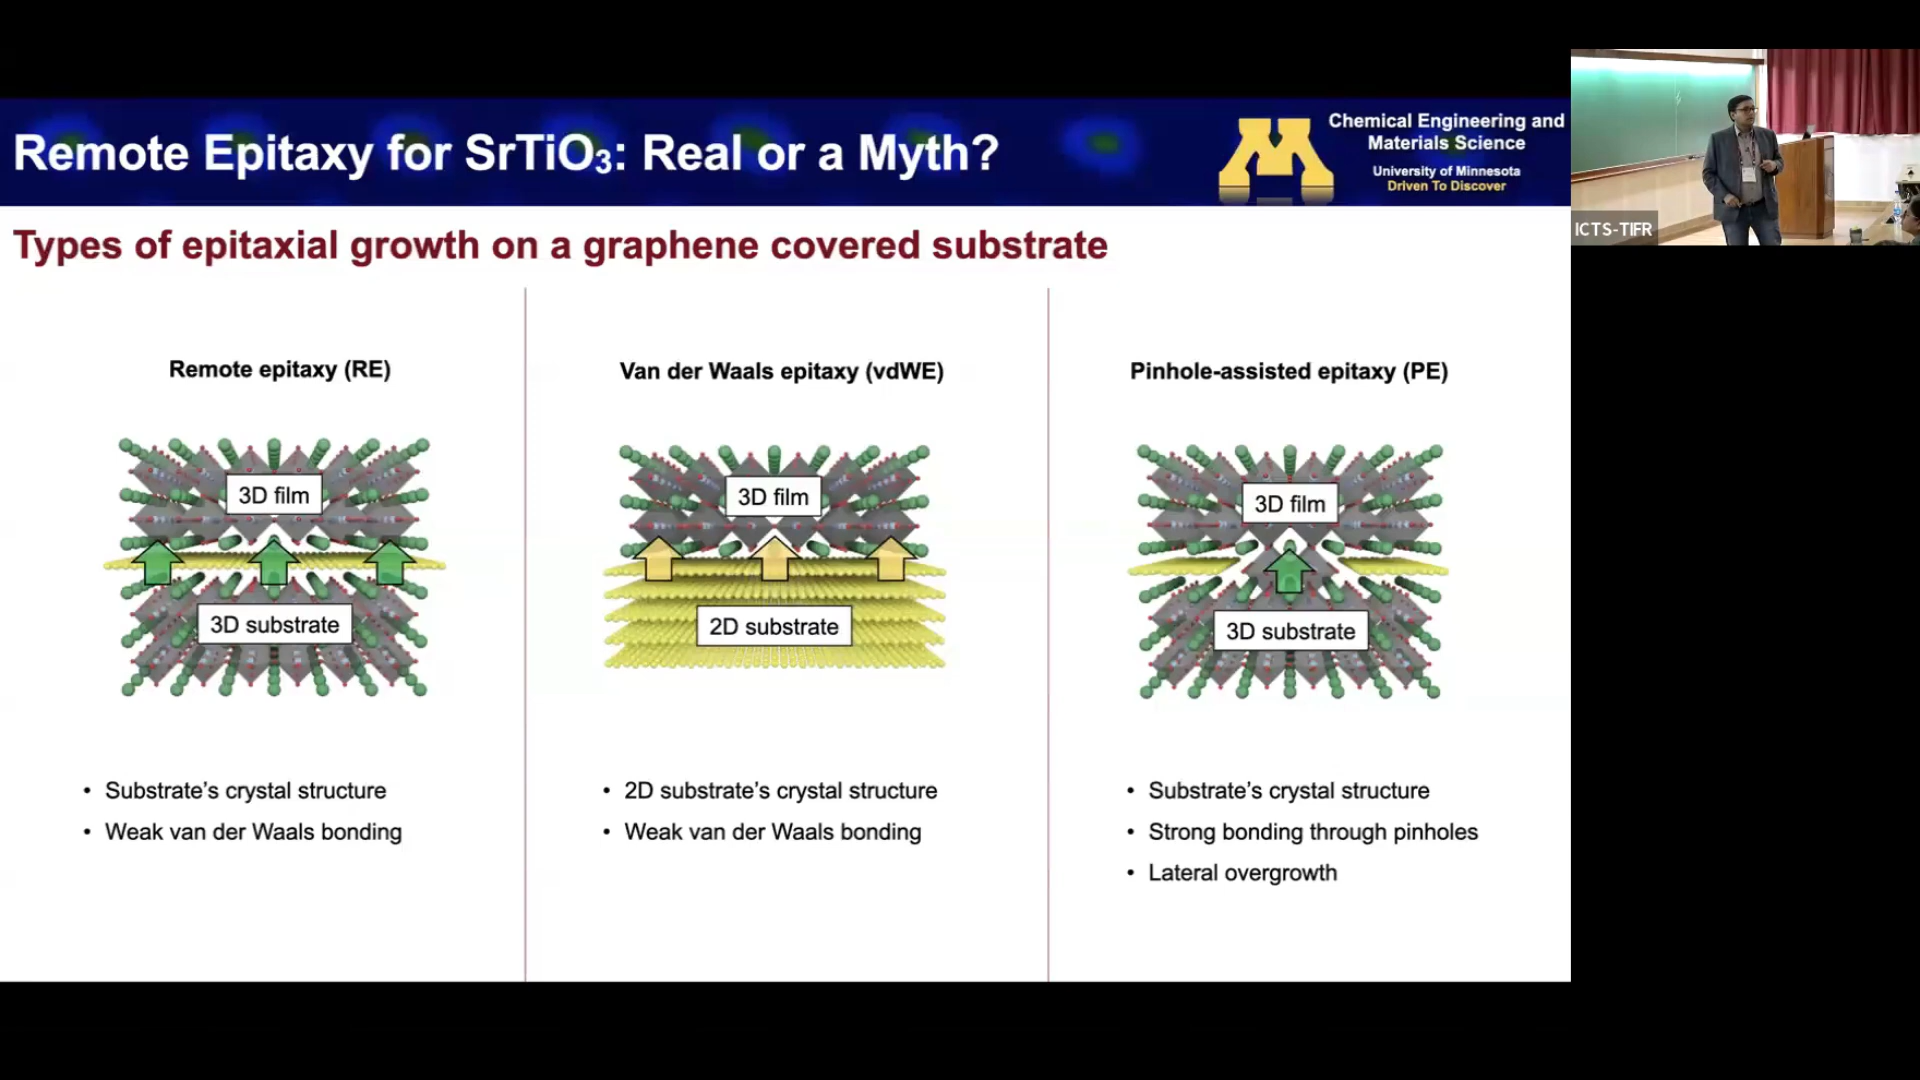 Remote Epitaxy for SrTiO₃: Real or a Myth?
Chemical Engineering and
Materials Science
University of Minnesota
Driven To Discover
ICTS-TIFR
Types of epitaxial growth on a graphene covered substrate
Remote epitaxy (RE)
3D film
3D substrate
• Substrate’s crystal structure
• Weak van der Waals bonding
Van der Waals epitaxy (vdWE)
3D film
2D substrate
• 2D substrate’s crystal structure
• Weak van der Waals bonding
Pinhole-assisted epitaxy (PE)
3D film
3D substrate
• Substrate’s crystal structure
• Strong bonding through pinholes
• Lateral overgrowth